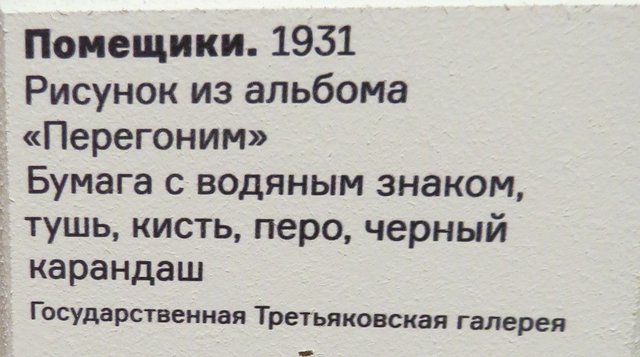 Помещики. 1931
Рисунок из альбома
«Перегоним»
Бумага с водяным знаком,
тушь, кисть, перо, черный
карандаш
Государственная Третьяковская галерея